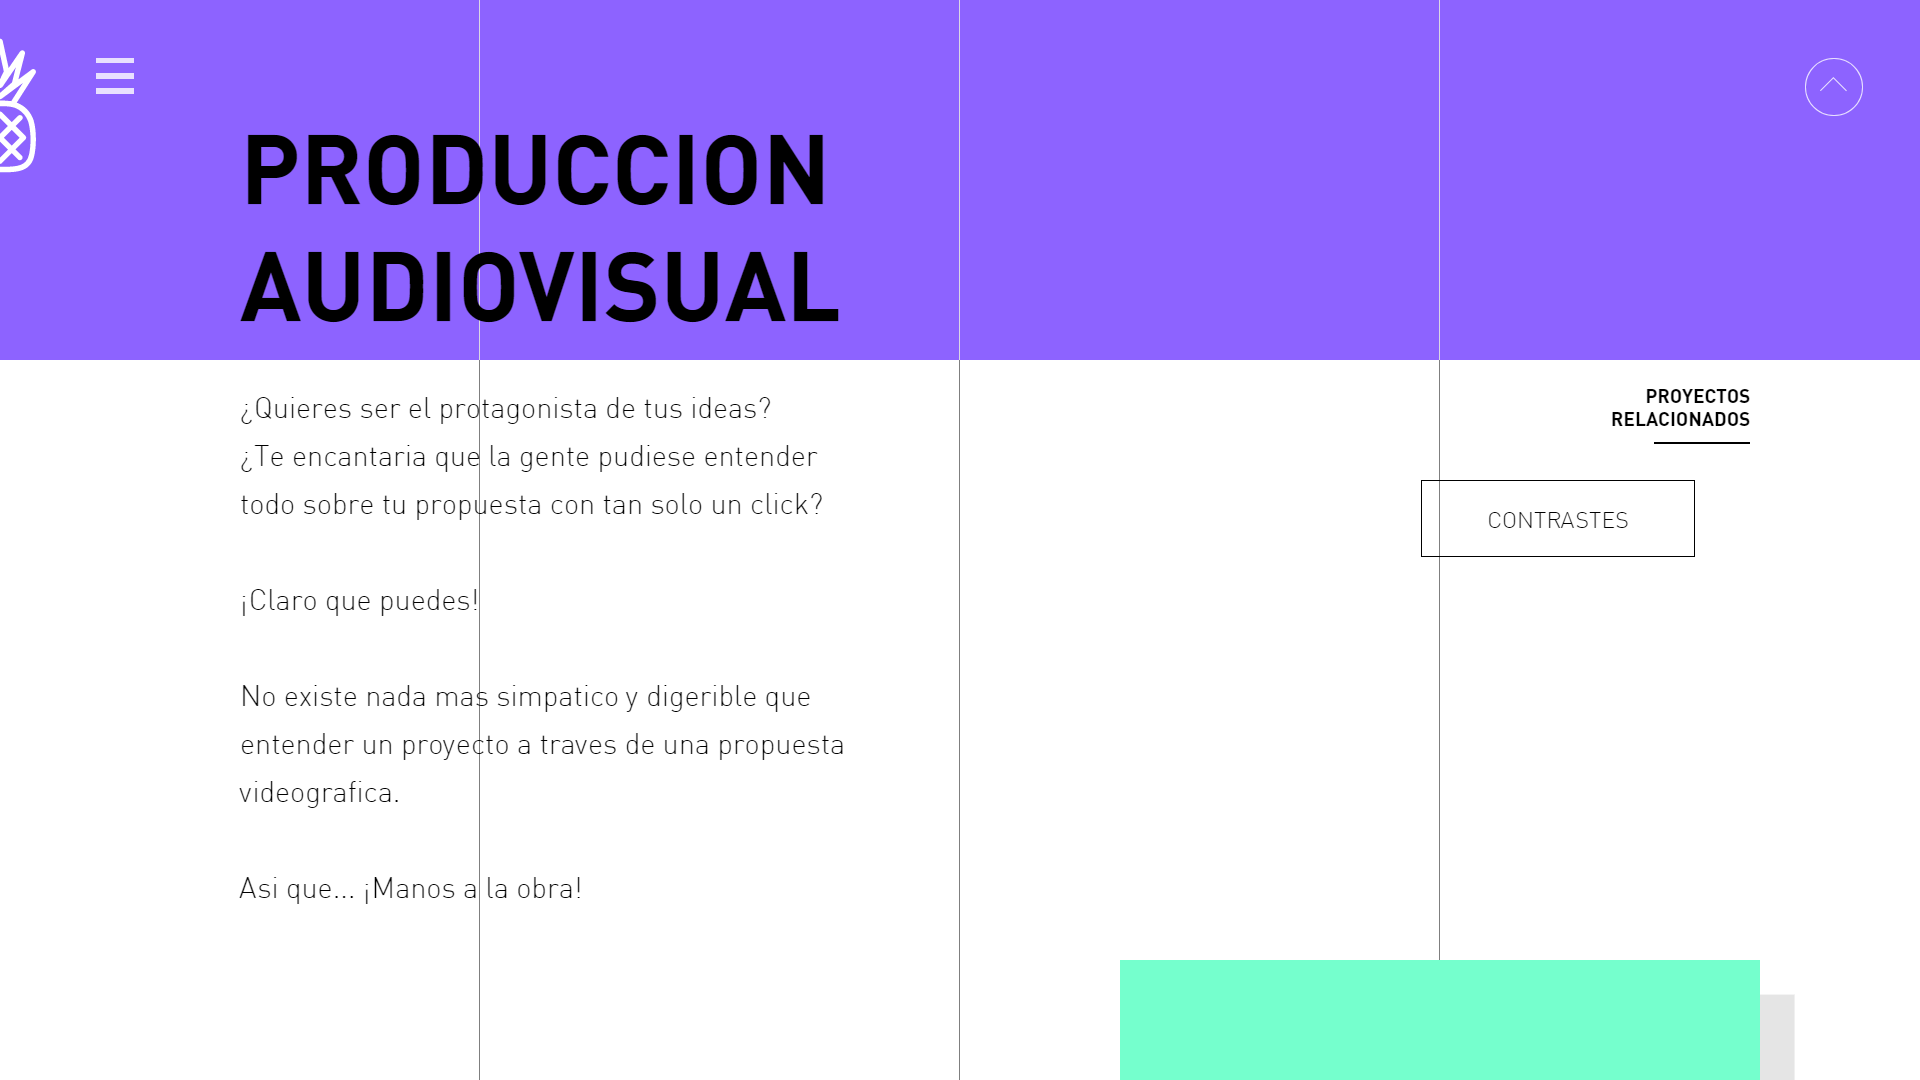 PRODUCCION
AUDIOVISUAL
¿Quieres ser el protagonista de tus ideas?
¿Te encantaria que la gente pudiese entender
todo sobre tu propuesta con tan solo un click?
¡Claro que puedes!
No existe nada mas simpatico y digerible que
entender un proyecto a traves de una propuesta
videografica.
Asi que... ¡Manos a la obra!
PROYECTOS
RELACIONADOS
CONTRASTES